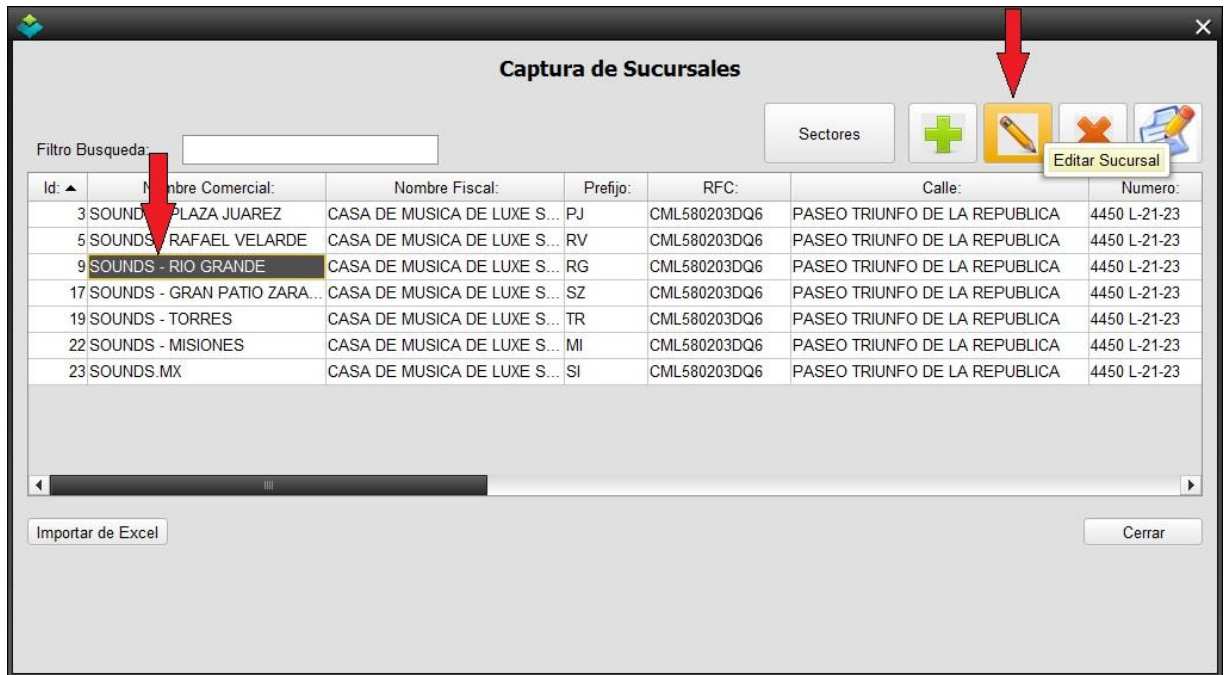 Captura de Sucursales
Sectores
Filtro Busqueda:
Editar Sucursal
Id: Nombre Comercial: Nombre Fiscal: Prefijo: RFC: Calle: Numero:
3 SOUNDS PLAZA JUAREZ CASA DE MUSICA DE LUXE S... PJ CML580203DQ6 PASEO TRIUNFO DE LA REPUBLICA 4450 L-21-23
5 SOUNDS RAFAEL VELARDE CASA DE MUSICA DE LUXE S... RV CML580203DQ6 PASEO TRIUNFO DE LA REPUBLICA 4450 L-21-23
9 SOUNDS - RIO GRANDE CASA DE MUSICA DE LUXE S... RG CML580203DQ6 PASEO TRIUNFO DE LA REPUBLICA 4450 L-21-23
17 SOUNDS - GRAN PATIO ZARA... CASA DE MUSICA DE LUXE S... SZ CML580203DQ6 PASEO TRIUNFO DE LA REPUBLICA 4450 L-21-23
19 SOUNDS - TORRES CASA DE MUSICA DE LUXE S... TR CML580203DQ6 PASEO TRIUNFO DE LA REPUBLICA 4450 L-21-23
22 SOUNDS - MISIONES CASA DE MUSICA DE LUXE S... MI CML580203DQ6 PASEO TRIUNFO DE LA REPUBLICA 4450 L-21-23
23 SOUNDS.MX CASA DE MUSICA DE LUXE S... SI CML580203DQ6 PASEO TRIUNFO DE LA REPUBLICA 4450 L-21-23
Importar de Excel Cerrar